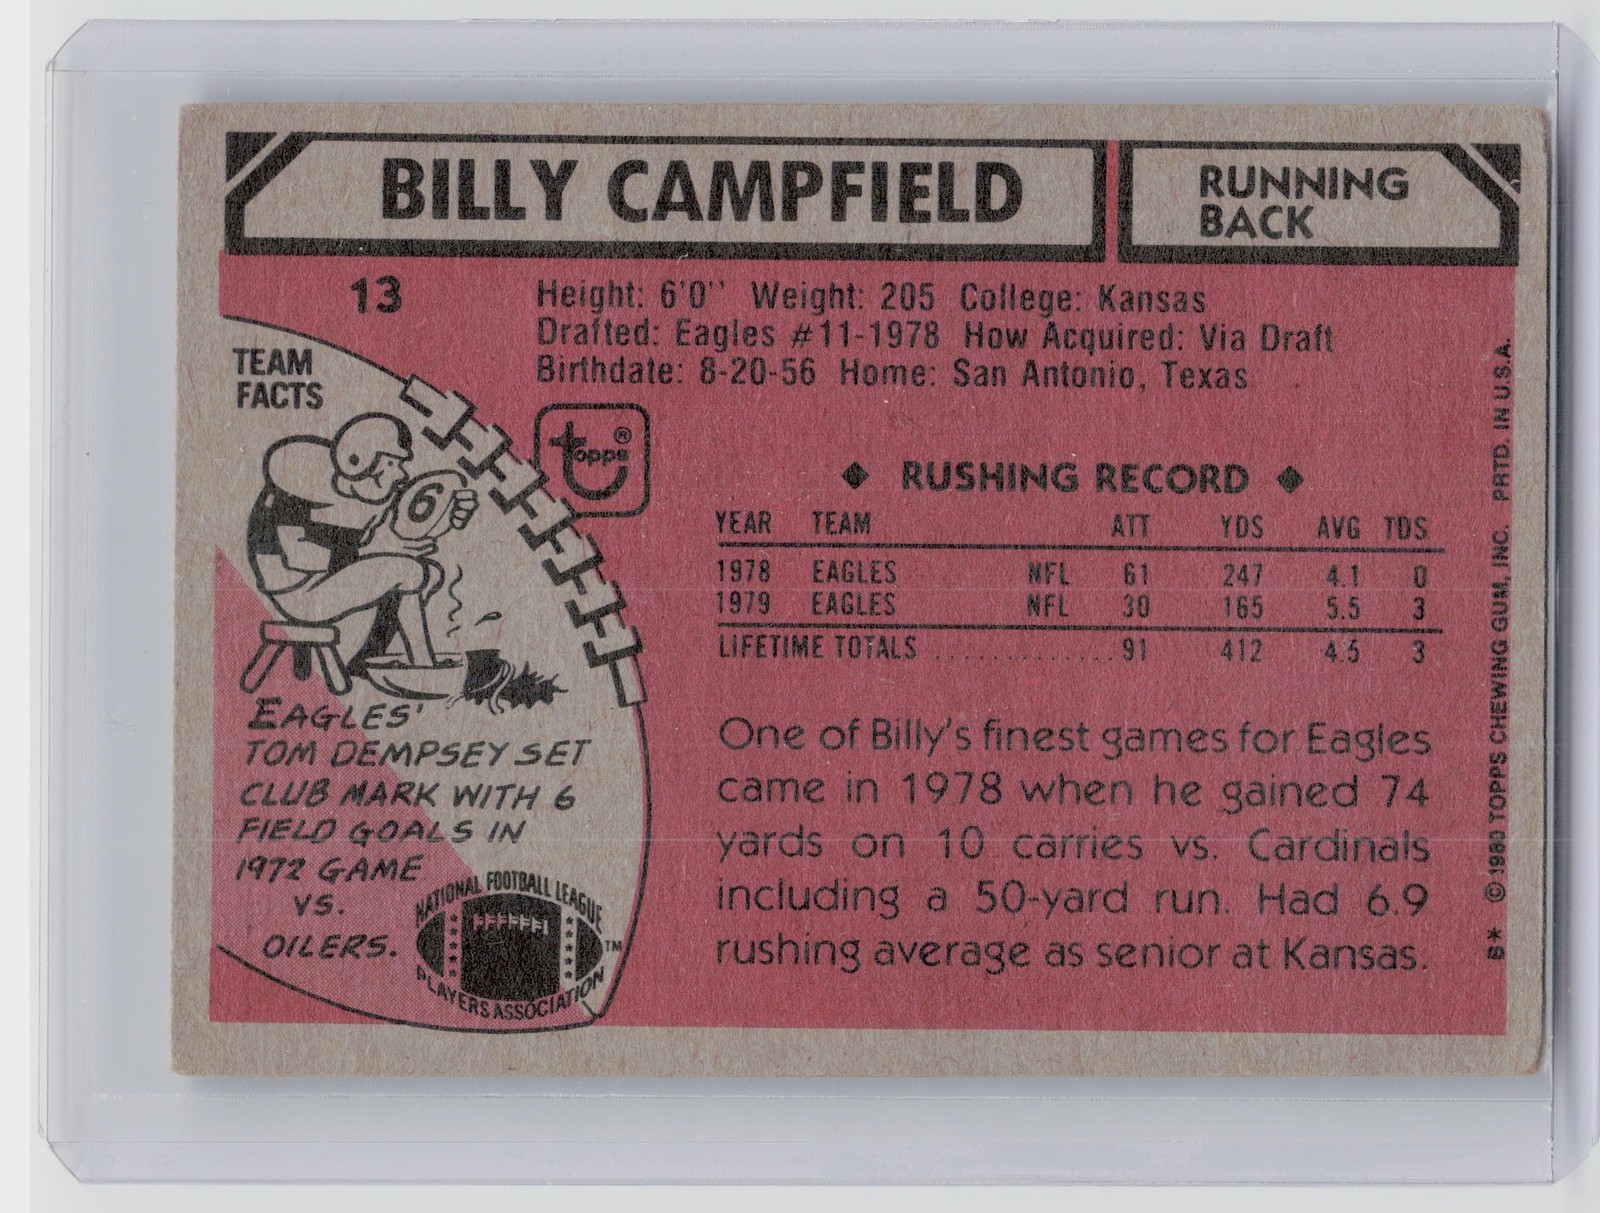 BILLY CAMPFIELD
RUNNING
BACK
13
Height: 6'0" Weight: 205 College: Kansas
Drafted: Eagles #11-1978 How Acquired: Via Draft
Birthdate: 8-20-56 Home: San Antonio, Texas
TEAM
FACTS
6
topps®
EAGLES'
TOM DEMPSEY SET
CLUB MARK WITH 6
FIELD GOALS IN
1972 GAME
VS.
OILERS.
NATIONAL FOOTBALL LEAGUE
PLAYERS ASSOCIATION
TM
◆ RUSHING RECORD ◆
YEAR TEAM ATT YDS AVG TDS
1978 EAGLES NFL 61 247 4.1 0
1979 EAGLES NFL 30 165 5.5 3
LIFETIME TOTALS .............. 91 412 4.5 3
One of Billy's finest games for Eagles
came in 1978 when he gained 74
yards on 10 carries vs. Cardinals
including a 50-yard run. Had 6.9
rushing average as senior at Kansas.
B* © 1980 TOPPS CHEWING GUM, INC. PRTD. IN U.S.A.